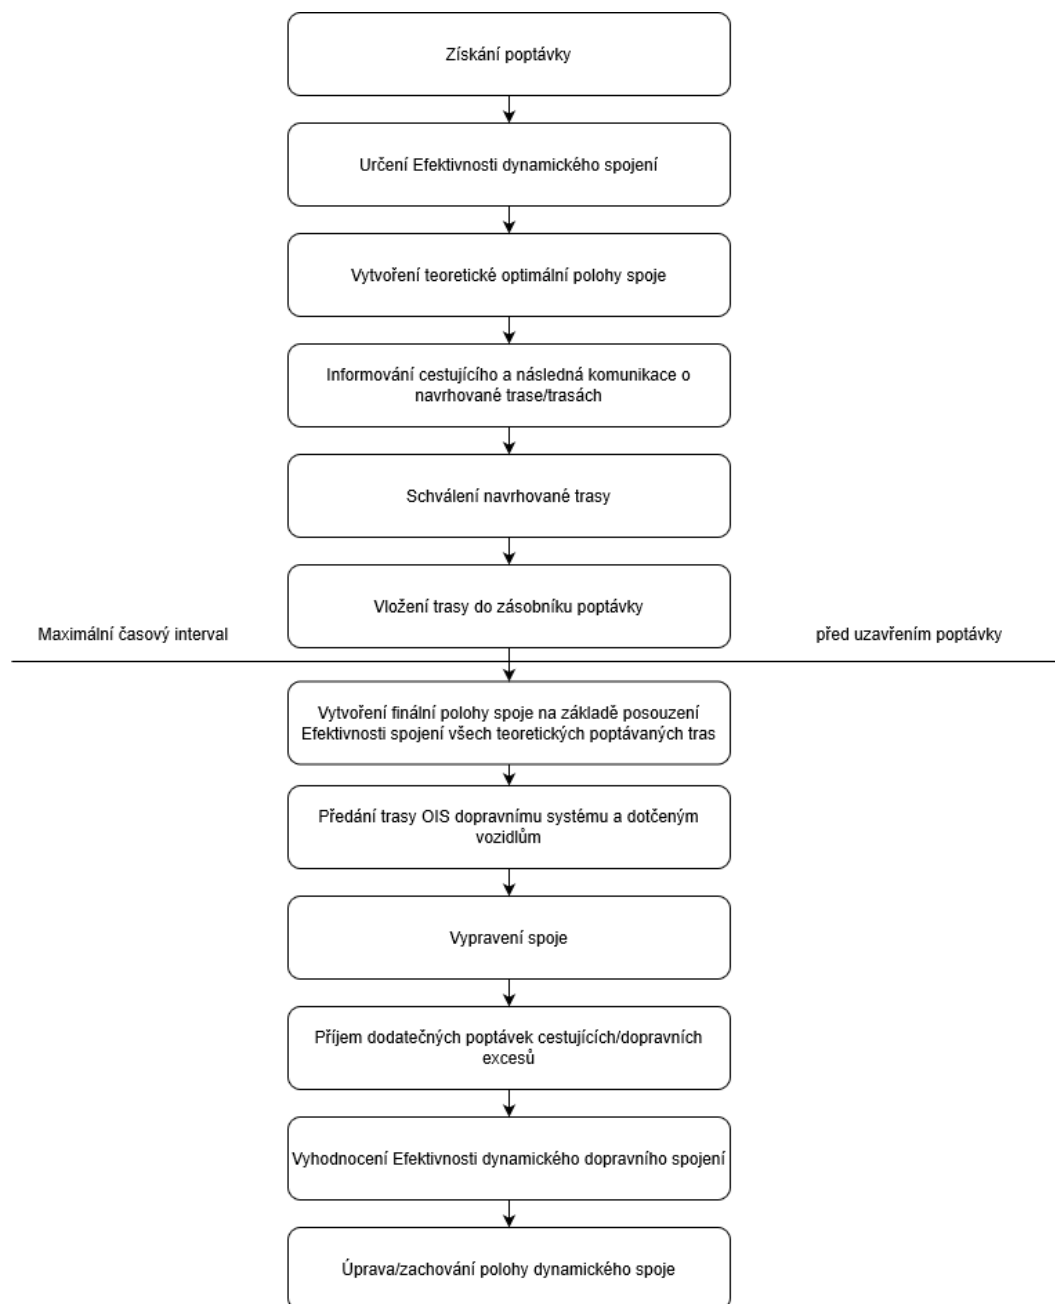 Získání poptávky
Určení Efektivnosti dynamického spojení
Vytvoření teoretické optimální polohy spoje
Informování cestujícího a následná komunikace o
navrhované trase/trasách
Schválení navrhované trasy
Vložení trasy do zásobníku poptávky
Maximální časový interval
před uzavřením poptávky
Vytvoření finální polohy spoje na základě posouzení
Efektivnosti spojení všech teoretických poptávaných tras
Předání trasy OIS dopravnímu systému a dotčeným
vozidlům
Vypravení spoje
Příjem dodatečných poptávek cestujících/dopravních
excesů
Vyhodnocení Efektivnosti dynamického dopravního spojení
Úprava/zachování polohy dynamického spoje